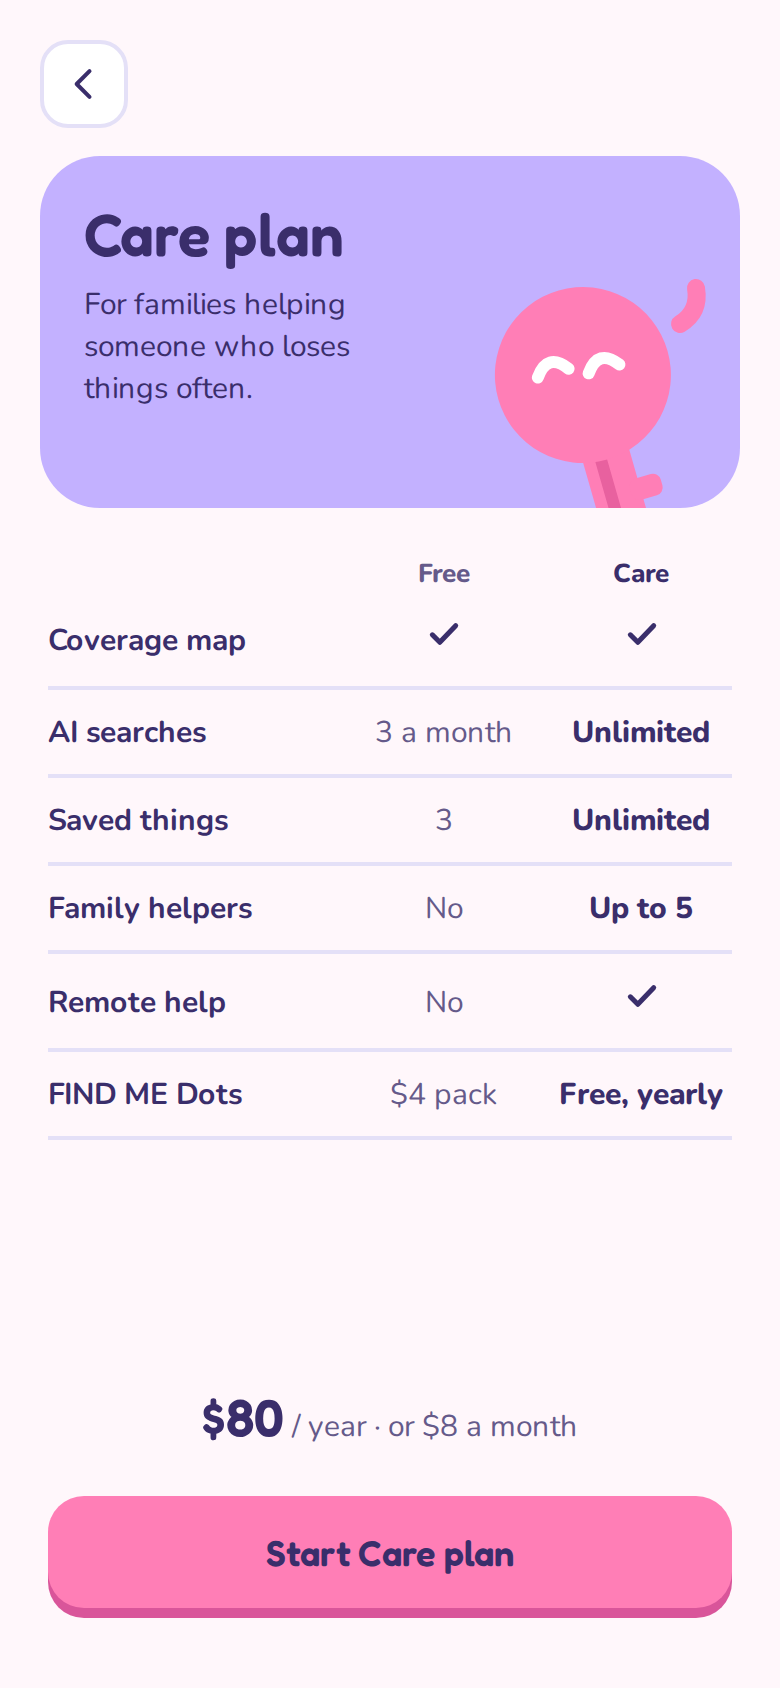 Care plan
For families helping
someone who loses
things often.
Free Care
Coverage map
AI searches 3 a month Unlimited
Saved things 3 Unlimited
Family helpers No Up to 5
Remote help No
FIND ME Dots $4 pack Free, yearly
$80 / year · or $8 a month
Start Care plan